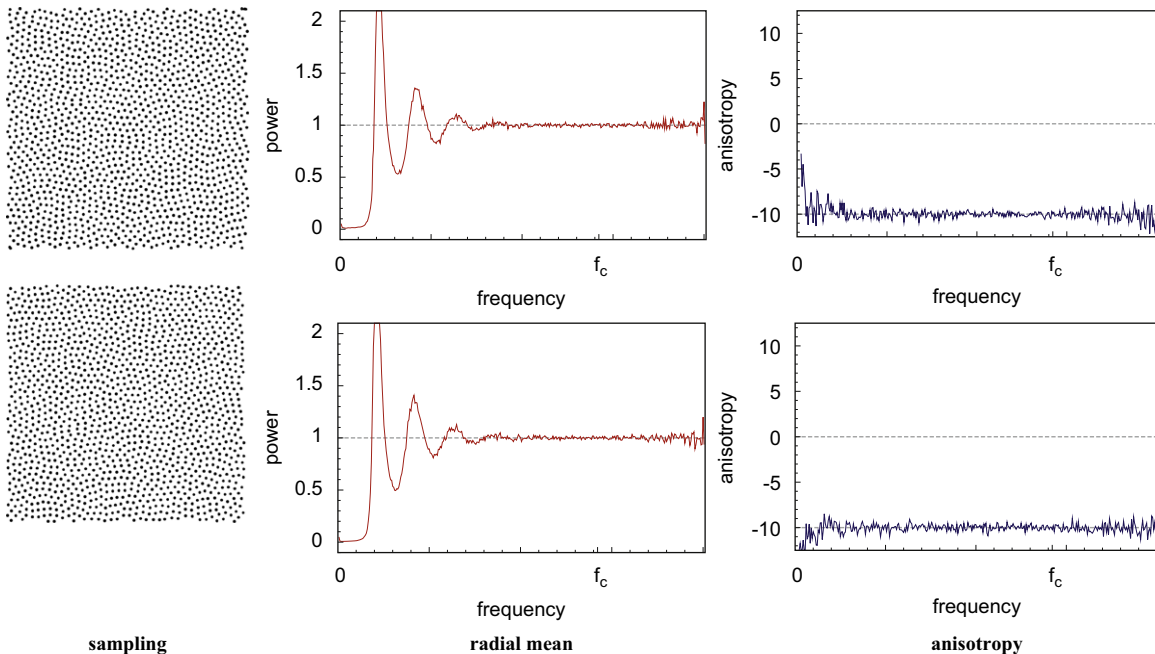 2
1.5
1
0.5
0
power
0
f_c
frequency
10
5
0
-5
-10
anisotropy
0
f_c
frequency
2
1.5
1
0.5
0
power
0
f_c
frequency
10
5
0
-5
-10
anisotropy
0
f_c
frequency
sampling
radial mean
anisotropy